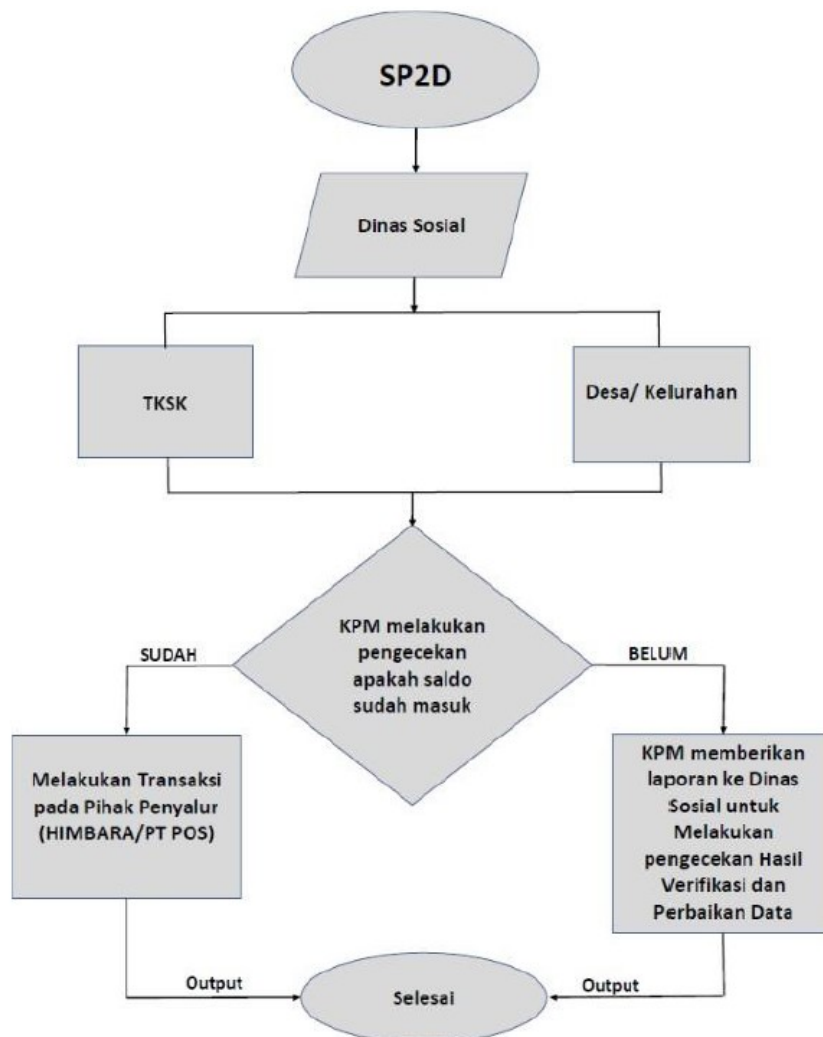 SP2D
Dinas Sosial
TKSK
Desa/ Kelurahan
KPM melakukan
pengecekan
apakah saldo
sudah masuk
SUDAH
BELUM
Melakukan Transaksi
pada Pihak Penyalur
(HIMBARA/PT POS)
KPM memberikan
laporan ke Dinas
Sosial untuk
Melakukan
pengecekan Hasil
Verifikasi dan
Perbaikan Data
Output
Selesai
Output